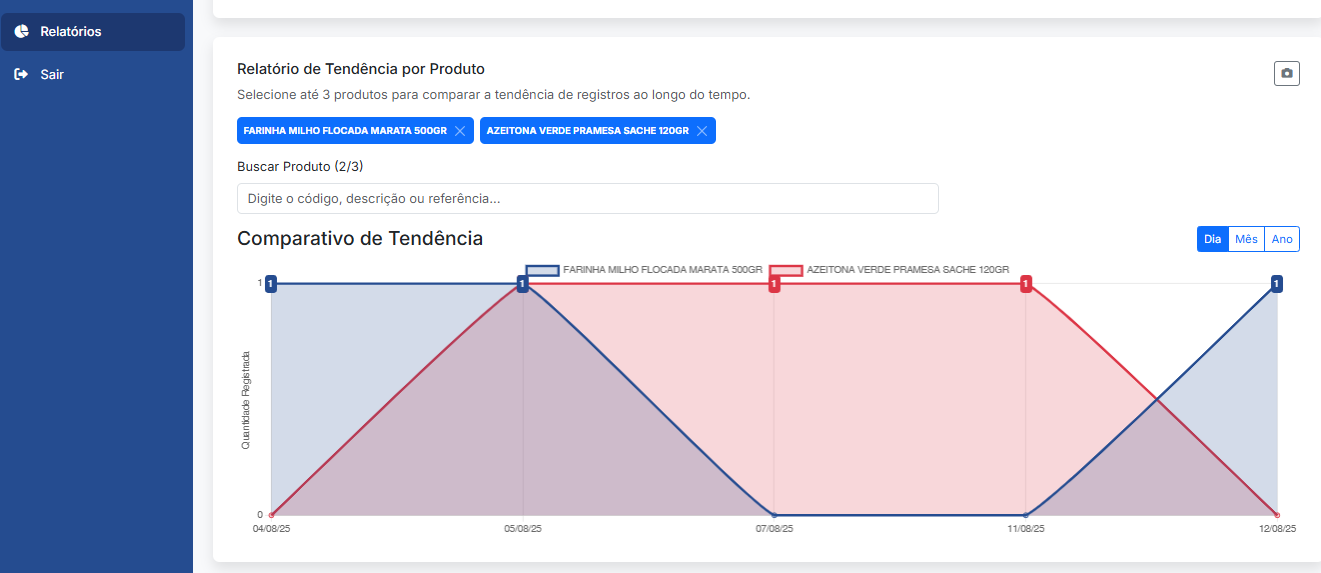 Relatórios
Sair
Relatório de Tendência por Produto
Selecione até 3 produtos para comparar a tendência de registros ao longo do tempo.
FARINHA MILHO FLOCADA MARATA 500GR AZEITONA VERDE PRAMESA SACHE 120GR
Buscar Produto (2/3)
Digite o código, descrição ou referência...
Comparativo de Tendência
Dia Mês Ano
FARINHA MILHO FLOCADA MARATA 500GR AZEITONA VERDE PRAMESA SACHE 120GR
1 1 1 1 1 1
Quantidade Registrada
0
04/08/25 05/08/25 07/08/25 11/08/25 12/08/25